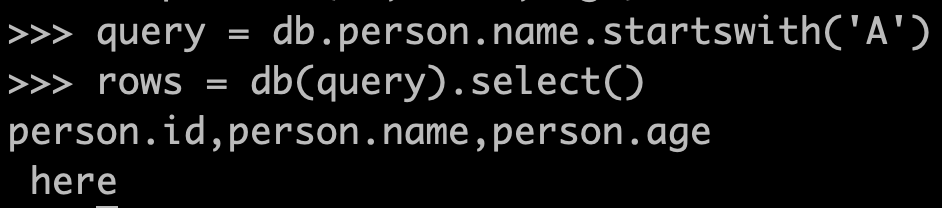 >>> query = db.person.name.startswith('A')
>>> rows = db(query).select()
person.id,person.name,person.age
here